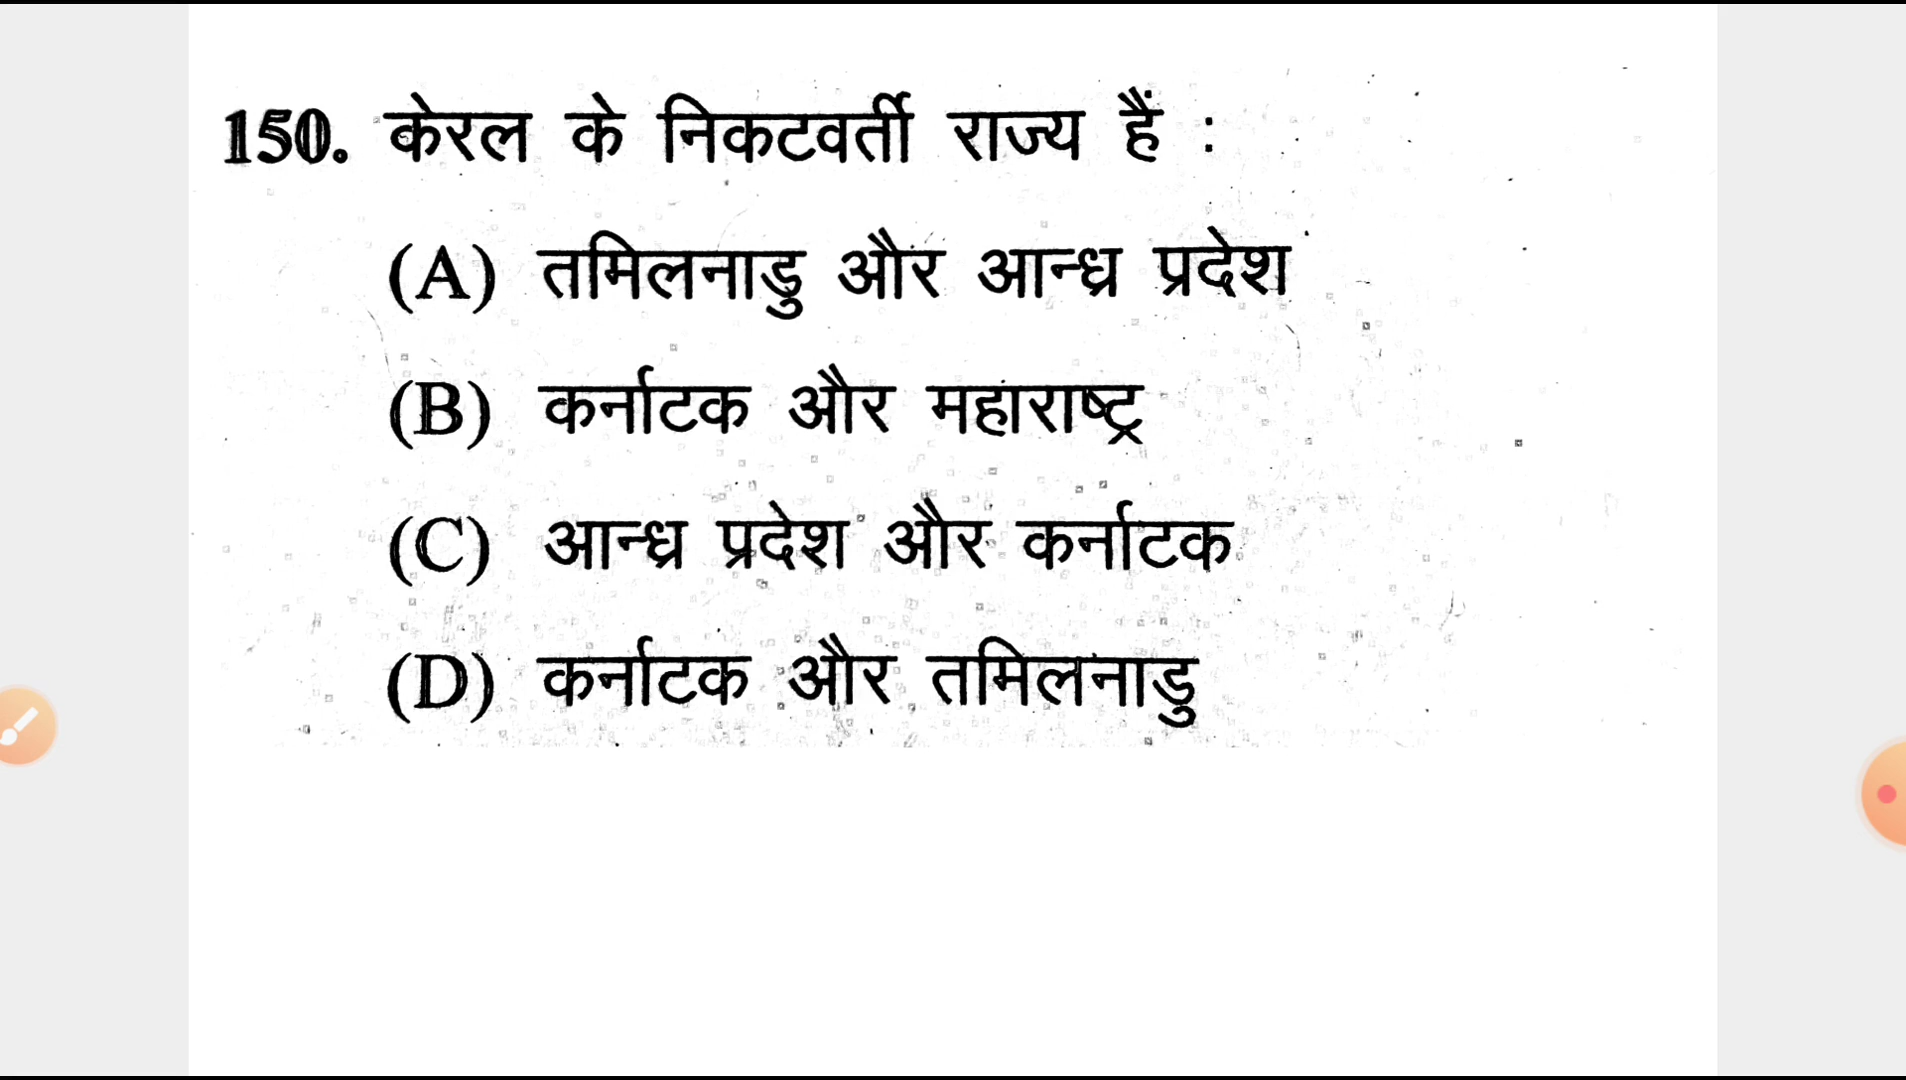 150. केरल के निकटवर्ती राज्य हैं :
(A) तमिलनाडु और आन्ध्र प्रदेश
(B) कर्नाटक और महाराष्ट्र
(C) आन्ध्र प्रदेश और कर्नाटक
(D) कर्नाटक और तमिलनाडु